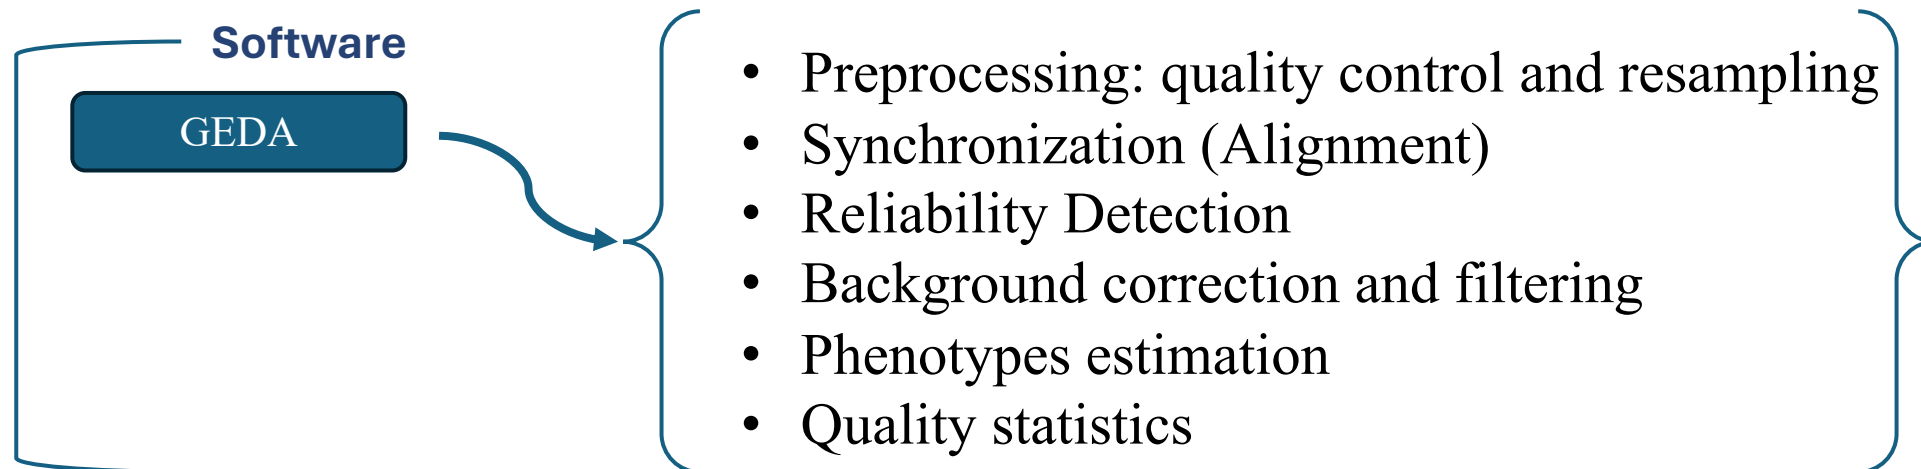 Software
GEDA
• Preprocessing: quality control and resampling
• Synchronization (Alignment)
• Reliability Detection
• Background correction and filtering
• Phenotypes estimation
• Quality statistics